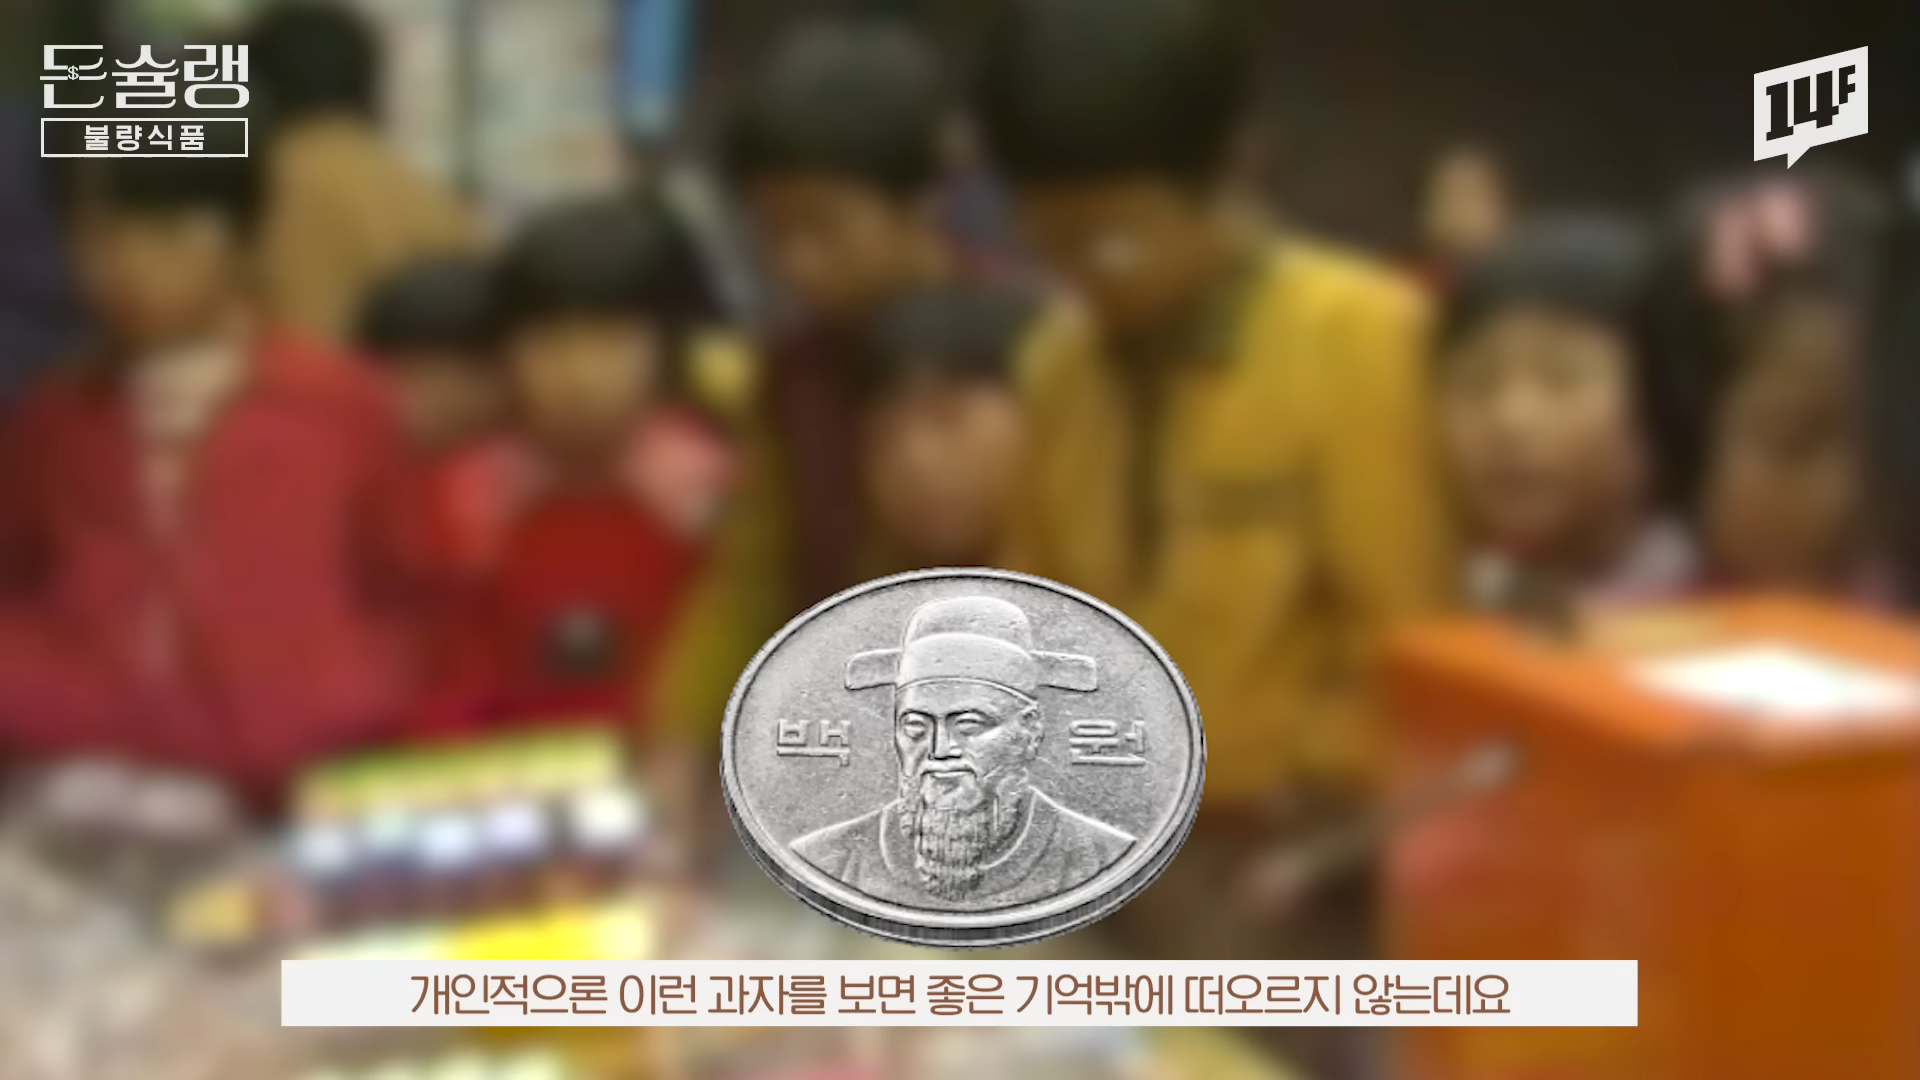 돈슐랭
불량식품
14F
백 원
개인적으론 이런 과자를 보면 좋은 기억밖에 떠오르지 않는데요